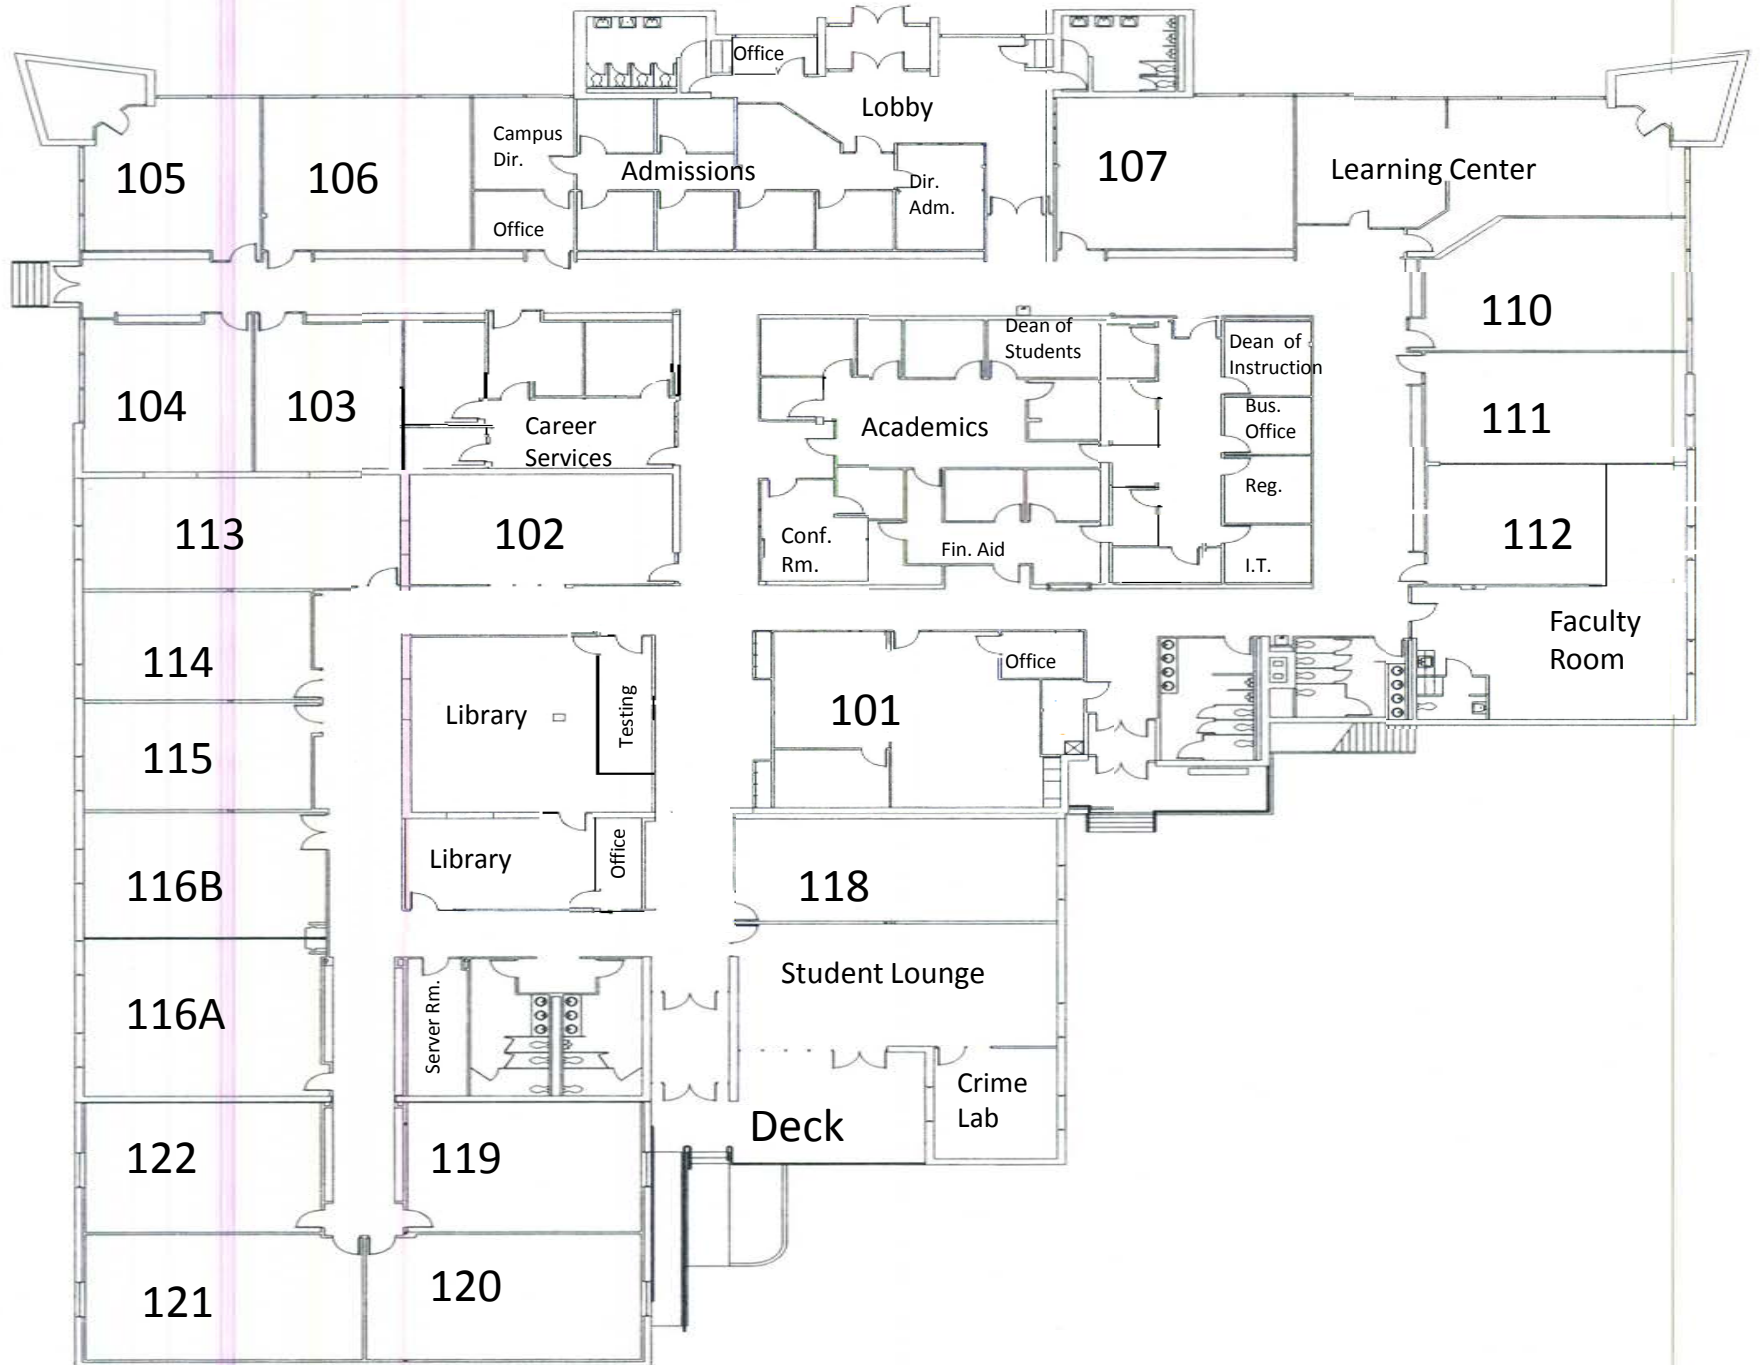 Office
Lobby
Campus
Dir.
Admissions
105
106
107
Learning Center
Dir.
Adm.
Office
110
Dean of
Students
Dean of
Instruction
104
103
Career
Services
Academics
Bus.
Office
111
Reg.
113
102
Conf.
Rm.
Fin. Aid
I.T.
112
Faculty
Room
114
Library
Testing
Office
101
115
Library
Office
116B
118
Student Lounge
116A
Server Rm.
Crime
Lab
Deck
122
119
121
120